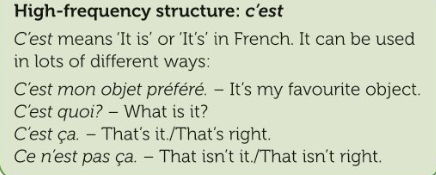 High-frequency structure: c'est
C'est means 'It is' or 'It's' in French. It can be used
in lots of different ways:
C'est mon objet préféré. – It's my favourite object.
C'est quoi? – What is it?
C'est ça. – That's it./That's right.
Ce n'est pas ça. – That isn't it./That isn't right.